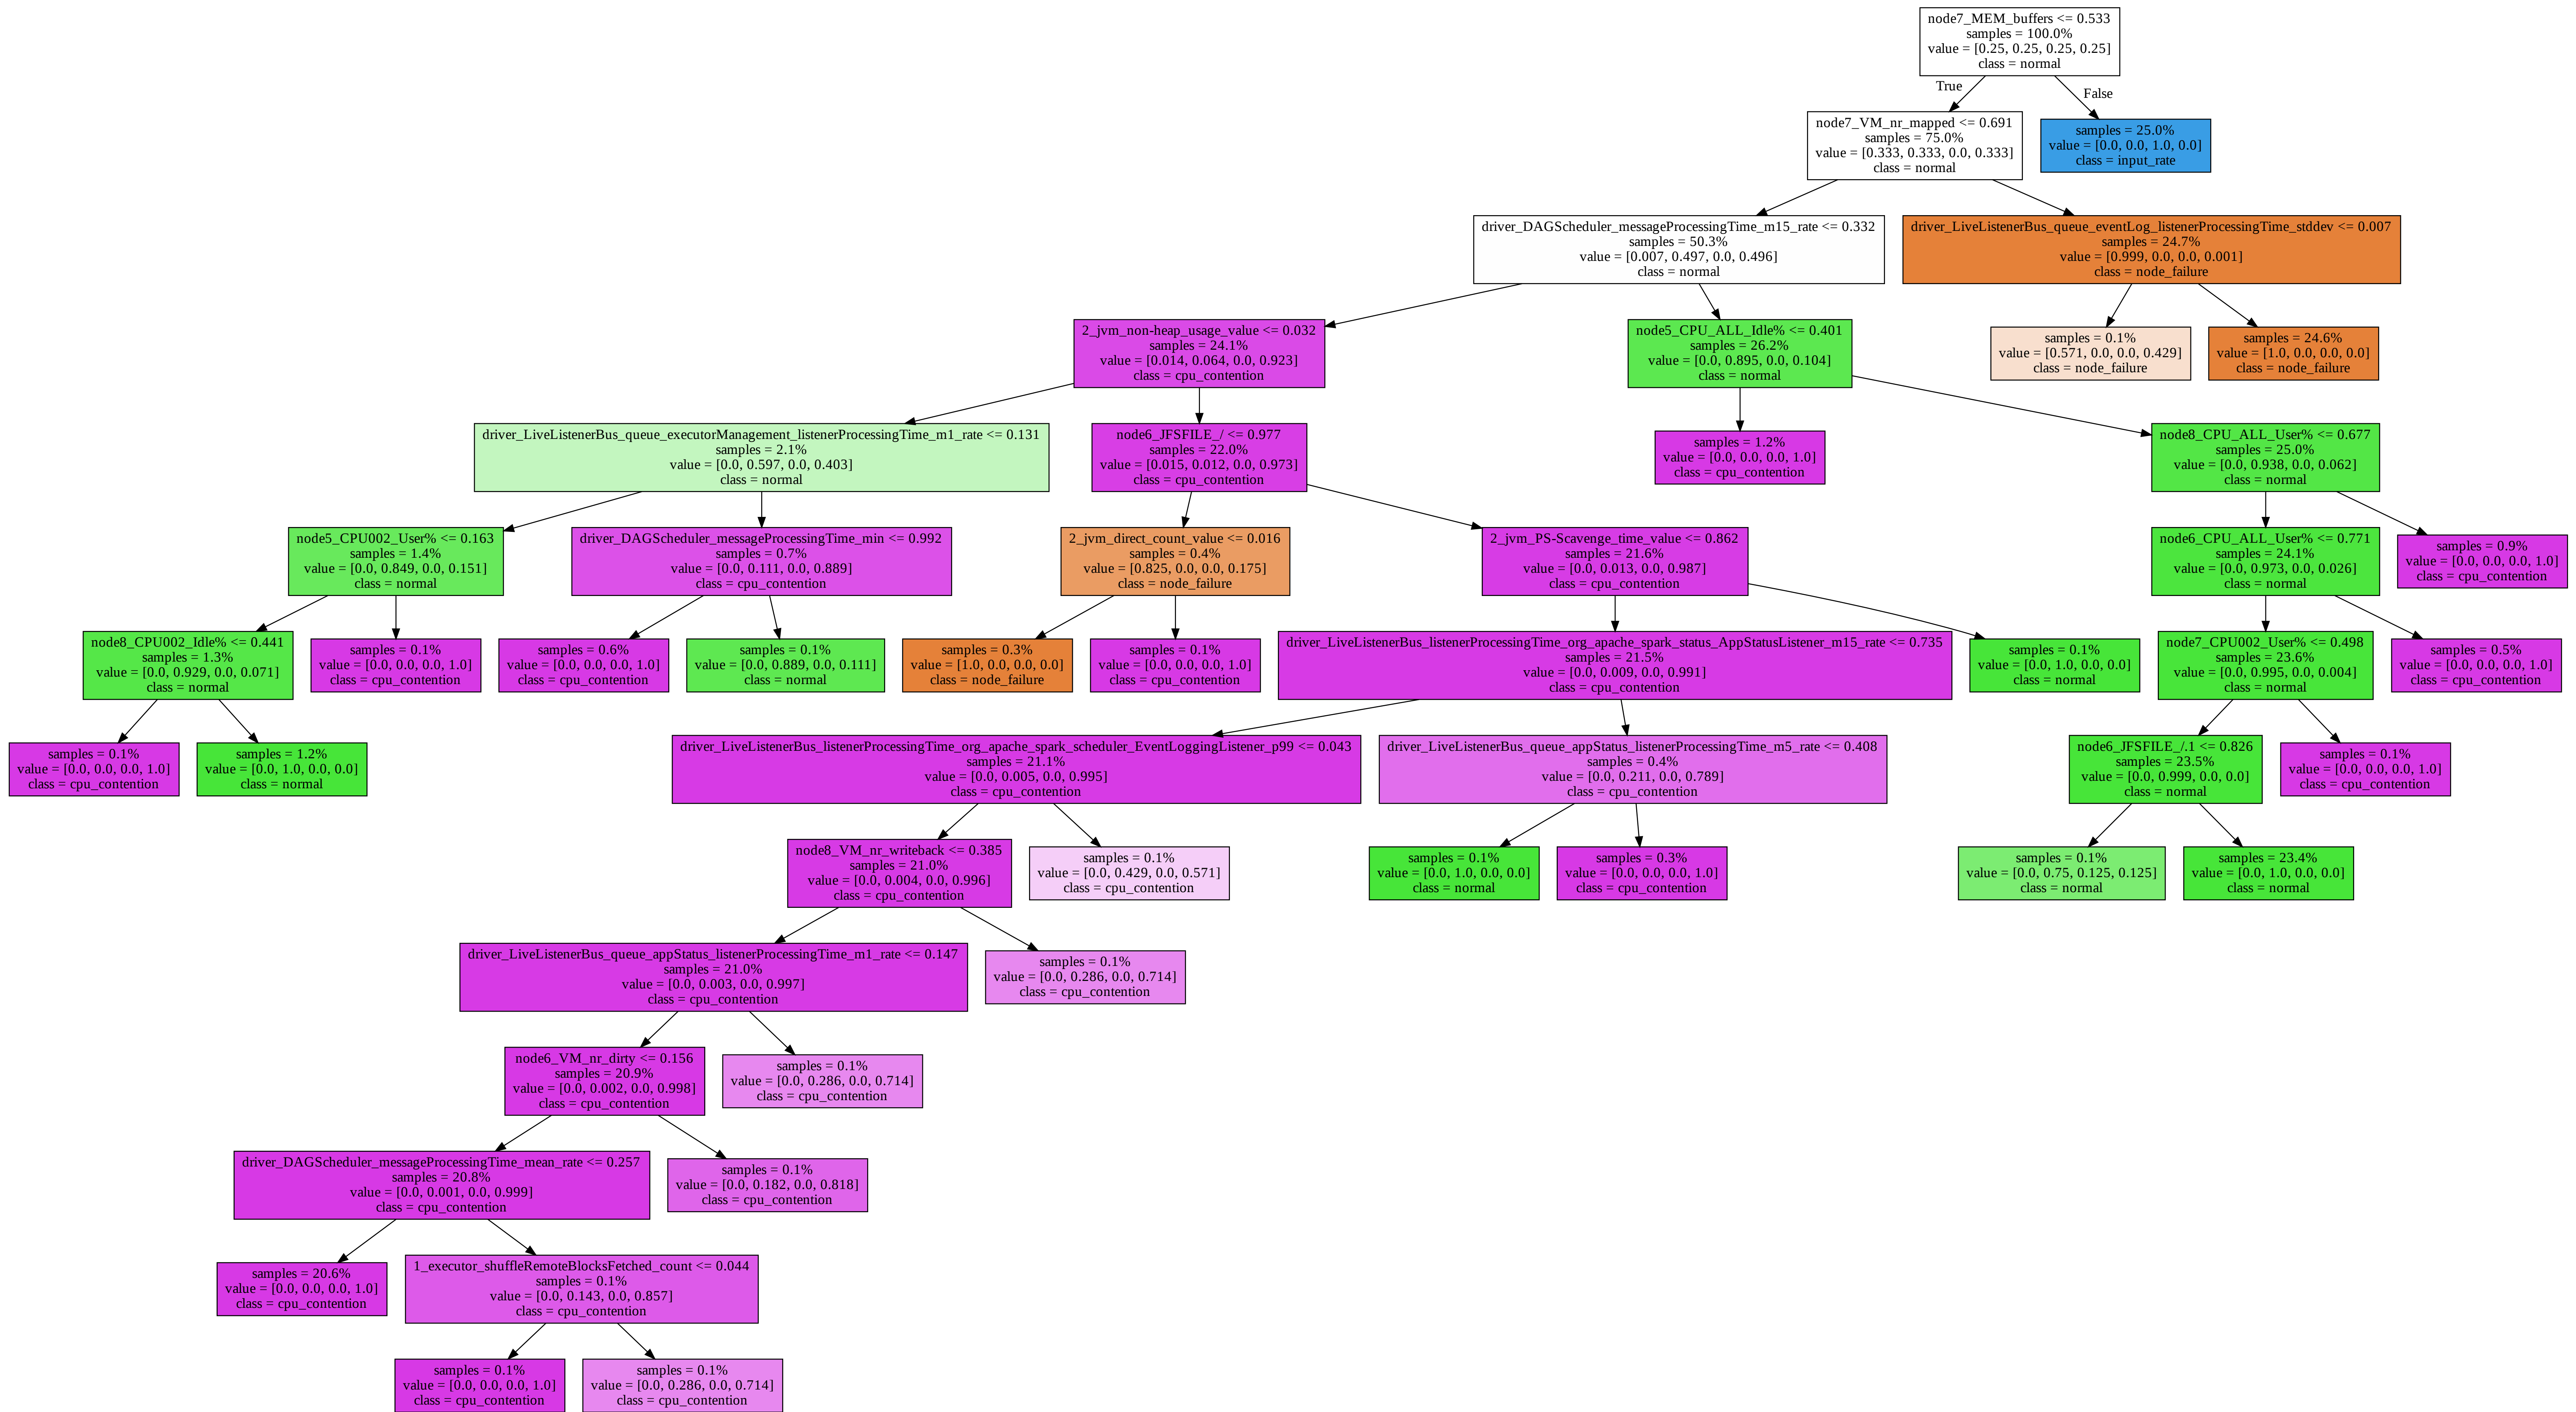 node7_MEM_buffers <= 0.533
samples = 100.0%
value = [0.25, 0.25, 0.25, 0.25]
class = normal
True
False
node7_VM_nr_mapped <= 0.691
samples = 75.0%
value = [0.333, 0.333, 0.0, 0.333]
class = normal
samples = 25.0%
value = [0.0, 0.0, 1.0, 0.0]
class = input_rate
driver_DAGScheduler_messageProcessingTime_m15_rate <= 0.332
samples = 50.3%
value = [0.007, 0.497, 0.0, 0.496]
class = normal
driver_LiveListenerBus_queue_eventLog_listenerProcessingTime_stddev <= 0.007
samples = 24.7%
value = [0.999, 0.0, 0.0, 0.001]
class = node_failure
2_jvm_non-heap_usage_value <= 0.032
samples = 24.1%
value = [0.014, 0.064, 0.0, 0.923]
class = cpu_contention
node5_CPU_ALL_Idle% <= 0.401
samples = 26.2%
value = [0.0, 0.895, 0.0, 0.104]
class = normal
samples = 0.1%
value = [0.571, 0.0, 0.0, 0.429]
class = node_failure
samples = 24.6%
value = [1.0, 0.0, 0.0, 0.0]
class = node_failure
driver_LiveListenerBus_queue_executorManagement_listenerProcessingTime_m1_rate <= 0.131
samples = 2.1%
value = [0.0, 0.597, 0.0, 0.403]
class = normal
node6_JFSFILE_/ <= 0.977
samples = 22.0%
value = [0.015, 0.012, 0.0, 0.973]
class = cpu_contention
samples = 1.2%
value = [0.0, 0.0, 0.0, 1.0]
class = cpu_contention
node8_CPU_ALL_User% <= 0.677
samples = 25.0%
value = [0.0, 0.938, 0.0, 0.062]
class = normal
node5_CPU002_User% <= 0.163
samples = 1.4%
value = [0.0, 0.849, 0.0, 0.151]
class = normal
driver_DAGScheduler_messageProcessingTime_min <= 0.992
samples = 0.7%
value = [0.0, 0.111, 0.0, 0.889]
class = cpu_contention
2_jvm_direct_count_value <= 0.016
samples = 0.4%
value = [0.825, 0.0, 0.0, 0.175]
class = node_failure
2_jvm_PS-Scavenge_time_value <= 0.862
samples = 21.6%
value = [0.0, 0.013, 0.0, 0.987]
class = cpu_contention
node6_CPU_ALL_User% <= 0.771
samples = 24.1%
value = [0.0, 0.973, 0.0, 0.026]
class = normal
samples = 0.9%
value = [0.0, 0.0, 0.0, 1.0]
class = cpu_contention
node8_CPU002_Idle% <= 0.441
samples = 1.3%
value = [0.0, 0.929, 0.0, 0.071]
class = normal
samples = 0.1%
value = [0.0, 0.0, 0.0, 1.0]
class = cpu_contention
samples = 0.6%
value = [0.0, 0.0, 0.0, 1.0]
class = cpu_contention
samples = 0.1%
value = [0.0, 0.889, 0.0, 0.111]
class = normal
samples = 0.3%
value = [1.0, 0.0, 0.0, 0.0]
class = node_failure
samples = 0.1%
value = [0.0, 0.0, 0.0, 1.0]
class = cpu_contention
driver_LiveListenerBus_listenerProcessingTime_org_apache_spark_status_AppStatusListener_m15_rate <= 0.735
samples = 21.5%
value = [0.0, 0.009, 0.0, 0.991]
class = cpu_contention
samples = 0.1%
value = [0.0, 1.0, 0.0, 0.0]
class = normal
node7_CPU002_User% <= 0.498
samples = 23.6%
value = [0.0, 0.995, 0.0, 0.004]
class = normal
samples = 0.5%
value = [0.0, 0.0, 0.0, 1.0]
class = cpu_contention
samples = 0.1%
value = [0.0, 0.0, 0.0, 1.0]
class = cpu_contention
samples = 1.2%
value = [0.0, 1.0, 0.0, 0.0]
class = normal
driver_LiveListenerBus_listenerProcessingTime_org_apache_spark_scheduler_EventLoggingListener_p99 <= 0.043
samples = 21.1%
value = [0.0, 0.005, 0.0, 0.995]
class = cpu_contention
driver_LiveListenerBus_queue_appStatus_listenerProcessingTime_m5_rate <= 0.408
samples = 0.4%
value = [0.0, 0.211, 0.0, 0.789]
class = cpu_contention
node6_JFSFILE_/.1 <= 0.826
samples = 23.5%
value = [0.0, 0.999, 0.0, 0.0]
class = normal
samples = 0.1%
value = [0.0, 0.0, 0.0, 1.0]
class = cpu_contention
node8_VM_nr_writeback <= 0.385
samples = 21.0%
value = [0.0, 0.004, 0.0, 0.996]
class = cpu_contention
samples = 0.1%
value = [0.0, 0.429, 0.0, 0.571]
class = cpu_contention
samples = 0.1%
value = [0.0, 1.0, 0.0, 0.0]
class = normal
samples = 0.3%
value = [0.0, 0.0, 0.0, 1.0]
class = cpu_contention
samples = 0.1%
value = [0.0, 0.75, 0.125, 0.125]
class = normal
samples = 23.4%
value = [0.0, 1.0, 0.0, 0.0]
class = normal
driver_LiveListenerBus_queue_appStatus_listenerProcessingTime_m1_rate <= 0.147
samples = 21.0%
value = [0.0, 0.003, 0.0, 0.997]
class = cpu_contention
samples = 0.1%
value = [0.0, 0.286, 0.0, 0.714]
class = cpu_contention
node6_VM_nr_dirty <= 0.156
samples = 20.9%
value = [0.0, 0.002, 0.0, 0.998]
class = cpu_contention
samples = 0.1%
value = [0.0, 0.286, 0.0, 0.714]
class = cpu_contention
driver_DAGScheduler_messageProcessingTime_mean_rate <= 0.257
samples = 20.8%
value = [0.0, 0.001, 0.0, 0.999]
class = cpu_contention
samples = 0.1%
value = [0.0, 0.182, 0.0, 0.818]
class = cpu_contention
samples = 20.6%
value = [0.0, 0.0, 0.0, 1.0]
class = cpu_contention
1_executor_shuffleRemoteBlocksFetched_count <= 0.044
samples = 0.1%
value = [0.0, 0.143, 0.0, 0.857]
class = cpu_contention
samples = 0.1%
value = [0.0, 0.0, 0.0, 1.0]
class = cpu_contention
samples = 0.1%
value = [0.0, 0.286, 0.0, 0.714]
class = cpu_contention